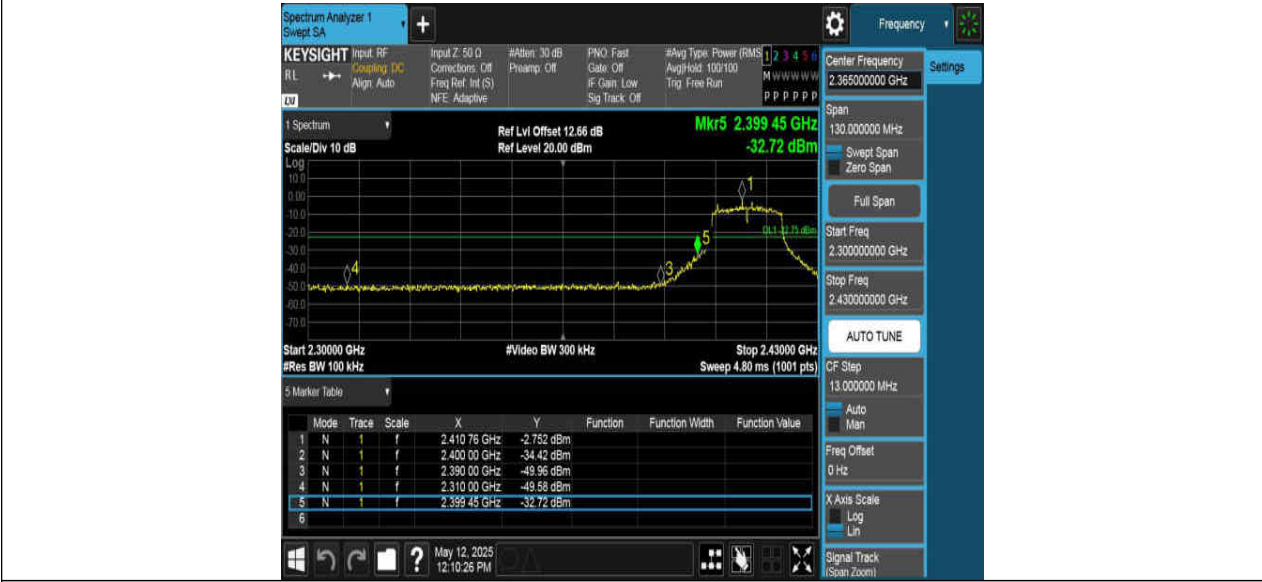 Spectrum Analyzer 1
Swept SA
+
Frequency
KEYSIGHT
RL
LXI
Input: RF
Coupling: DC
Align: Auto
Input Z: 50 Ω
Corrections: Off
Freq Ref: Int (S)
NFE: Adaptive
#Atten: 30 dB
Preamp: Off
PNO: Fast
Gate: Off
IF Gain: Low
Sig Track: Off
#Avg Type: Power (RMS
Avg|Hold: 100/100
Trig: Free Run
1 2 3 4 5 6
M W W W W W
P P P P P P
1 Spectrum
Scale/Div 10 dB
Ref Lvl Offset 12.66 dB
Ref Level 20.00 dBm
Mkr5 2.399 45 GHz
-32.72 dBm
Log
10.0
0.00
-10.0
-20.0
-30.0
-40.0
-50.0
-60.0
-70.0
1
DL1 -22.75 dBm
5
3
4
Start 2.30000 GHz
#Video BW 300 kHz
Stop 2.43000 GHz
#Res BW 100 kHz
Sweep 4.80 ms (1001 pts)
5 Marker Table
Mode Trace Scale X Y Function Function Width Function Value
1 N 1 f 2.410 76 GHz -2.752 dBm
2 N 1 f 2.400 00 GHz -34.42 dBm
3 N 1 f 2.390 00 GHz -49.96 dBm
4 N 1 f 2.310 00 GHz -49.58 dBm
5 N 1 f 2.399 45 GHz -32.72 dBm
6
?
May 12, 2025
12:10:26 PM
Center Frequency
2.365000000 GHz
Settings
Span
130.000000 MHz
Swept Span
Zero Span
Full Span
Start Freq
2.300000000 GHz
Stop Freq
2.430000000 GHz
AUTO TUNE
CF Step
13.000000 MHz
Auto
Man
Freq Offset
0 Hz
X Axis Scale
Log
Lin
Signal Track
(Span Zoom)